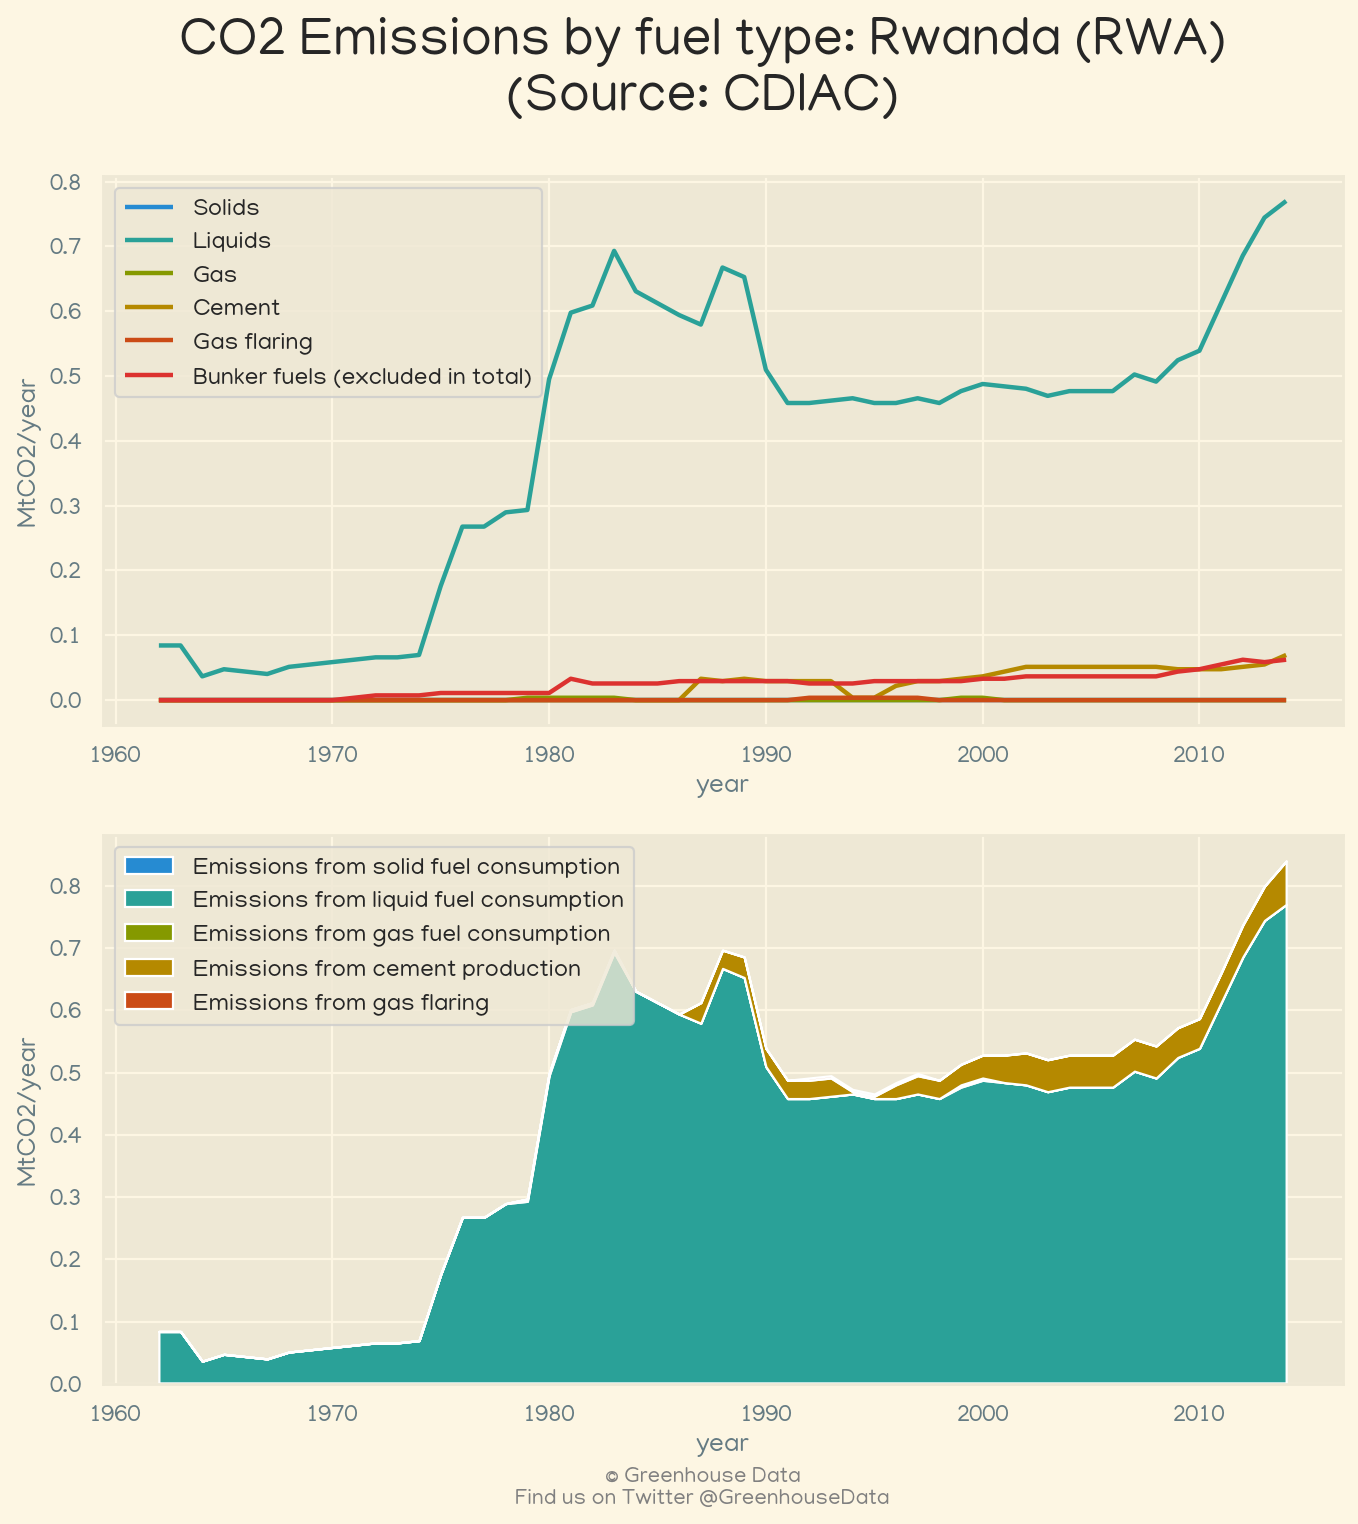 CO2 Emissions by fuel type: Rwanda (RWA)
(Source: CDIAC)
0.8
0.7
0.6
0.5
0.4
0.3
0.2
0.1
0.0
MtCO2/year
Solids
Liquids
Gas
Cement
Gas flaring
Bunker fuels (excluded in total)
1960 1970 1980 1990 2000 2010
year
0.8
0.7
0.6
0.5
0.4
0.3
0.2
0.1
0.0
MtCO2/year
Emissions from solid fuel consumption
Emissions from liquid fuel consumption
Emissions from gas fuel consumption
Emissions from cement production
Emissions from gas flaring
1960 1970 1980 1990 2000 2010
year
© Greenhouse Data
Find us on Twitter @GreenhouseData